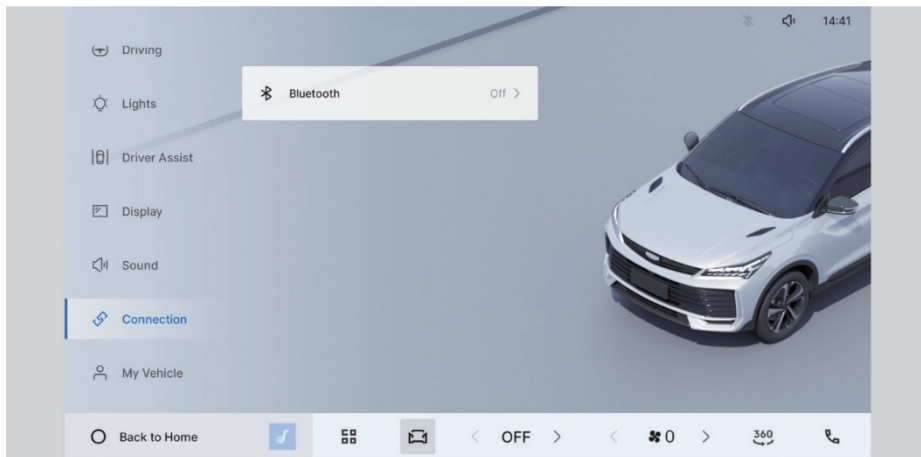 14:41
Driving
Lights
Bluetooth Off
Driver Assist
Display
Sound
Connection
My Vehicle
Back to Home
OFF
0
360